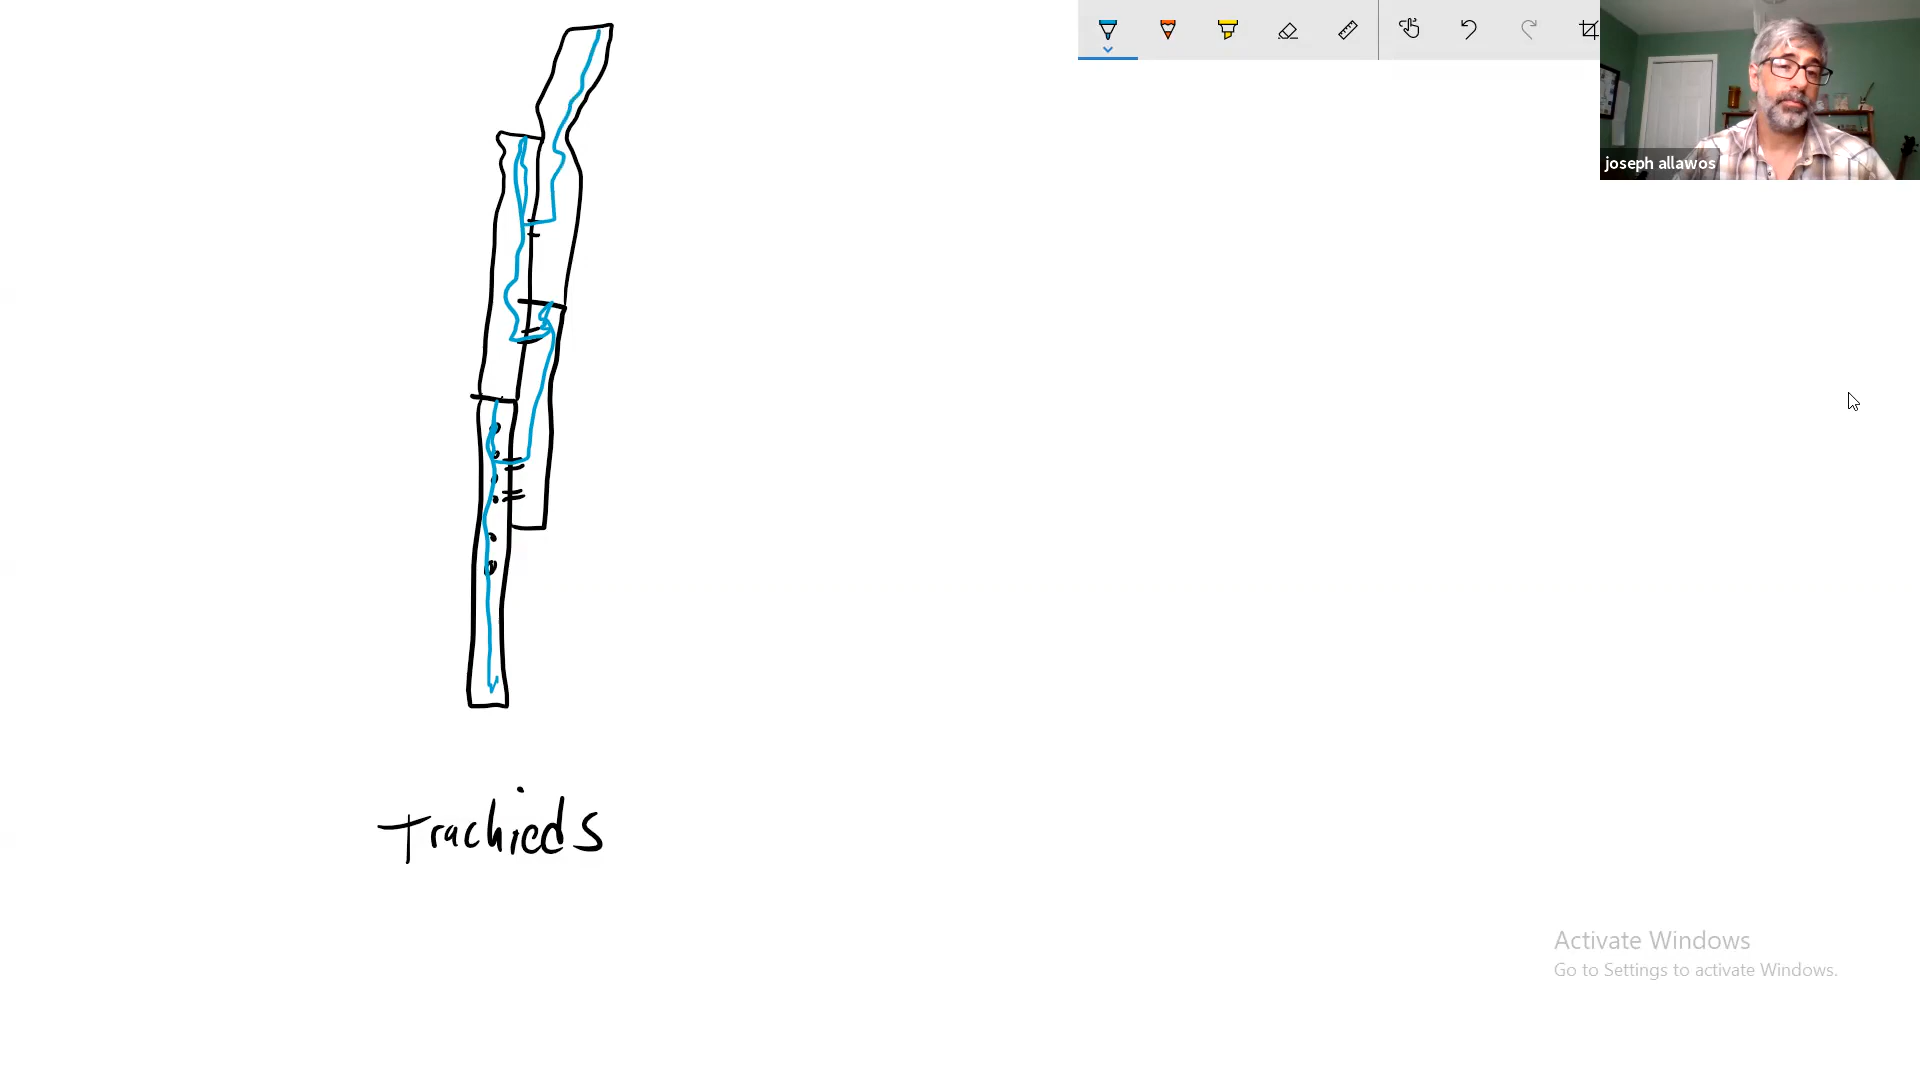 joseph allawos
Trachieds
Activate Windows
Go to Settings to activate Windows.